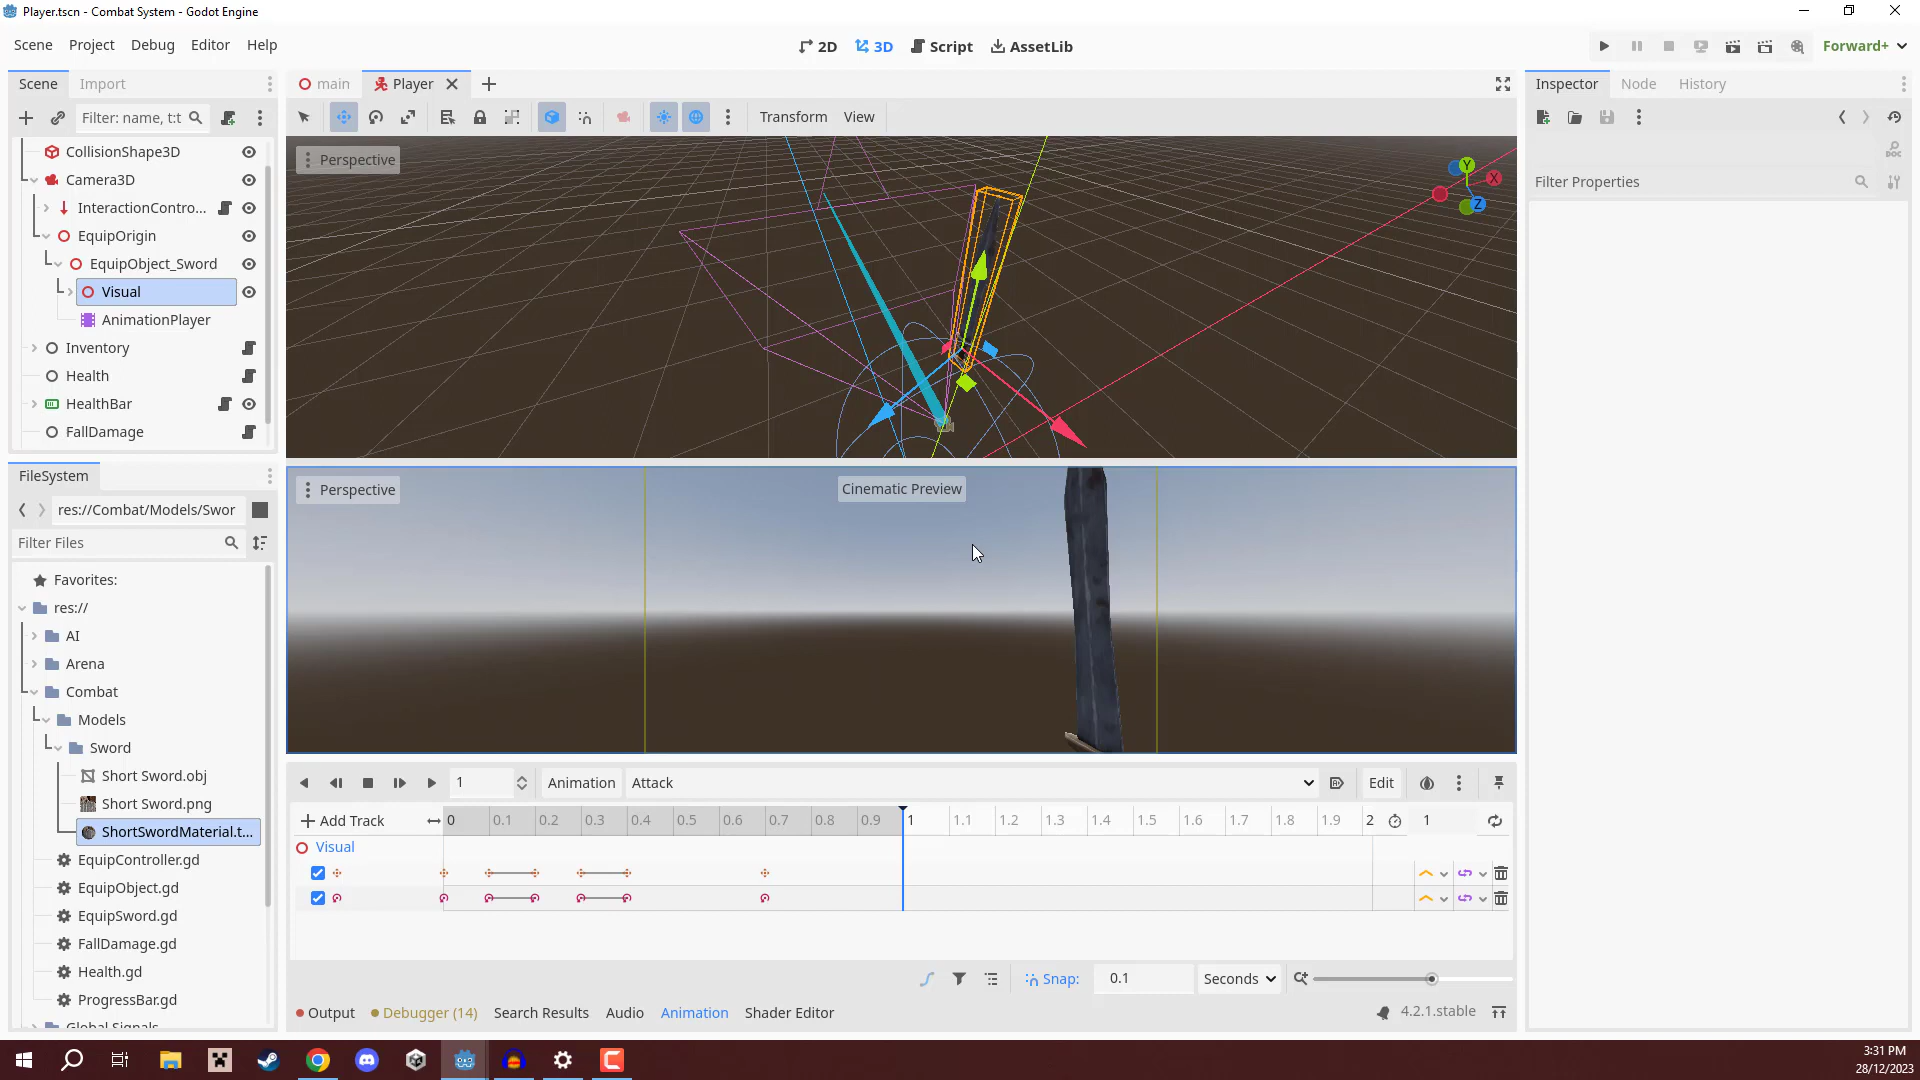 Player.tscn - Combat System - Godot Engine
Scene Project Debug Editor Help
2D 3D Script AssetLib
Forward+
Scene Import
main Player
Inspector Node History
Filter: name, t:t
Transform View
CollisionShape3D
Camera3D
InteractionContro...
EquipOrigin
EquipObject_Sword
Visual
AnimationPlayer
Inventory
Health
HealthBar
FallDamage
Perspective
Y
X
Z
Filter Properties
DOC
FileSystem
res://Combat/Models/Swor
Filter Files
Favorites:
res://
AI
Arena
Combat
Models
Sword
Short Sword.obj
Short Sword.png
ShortSwordMaterial.t...
EquipController.gd
EquipObject.gd
EquipSword.gd
FallDamage.gd
Health.gd
ProgressBar.gd
Global Signals
Perspective
Cinematic Preview
1 Animation Attack Edit
Add Track 0 0.1 0.2 0.3 0.4 0.5 0.6 0.7 0.8 0.9 1 1.1 1.2 1.3 1.4 1.5 1.6 1.7 1.8 1.9 2 1
Visual
Snap: 0.1 Seconds
Output Debugger (14) Search Results Audio Animation Shader Editor 4.2.1.stable
3:31 PM
28/12/2023